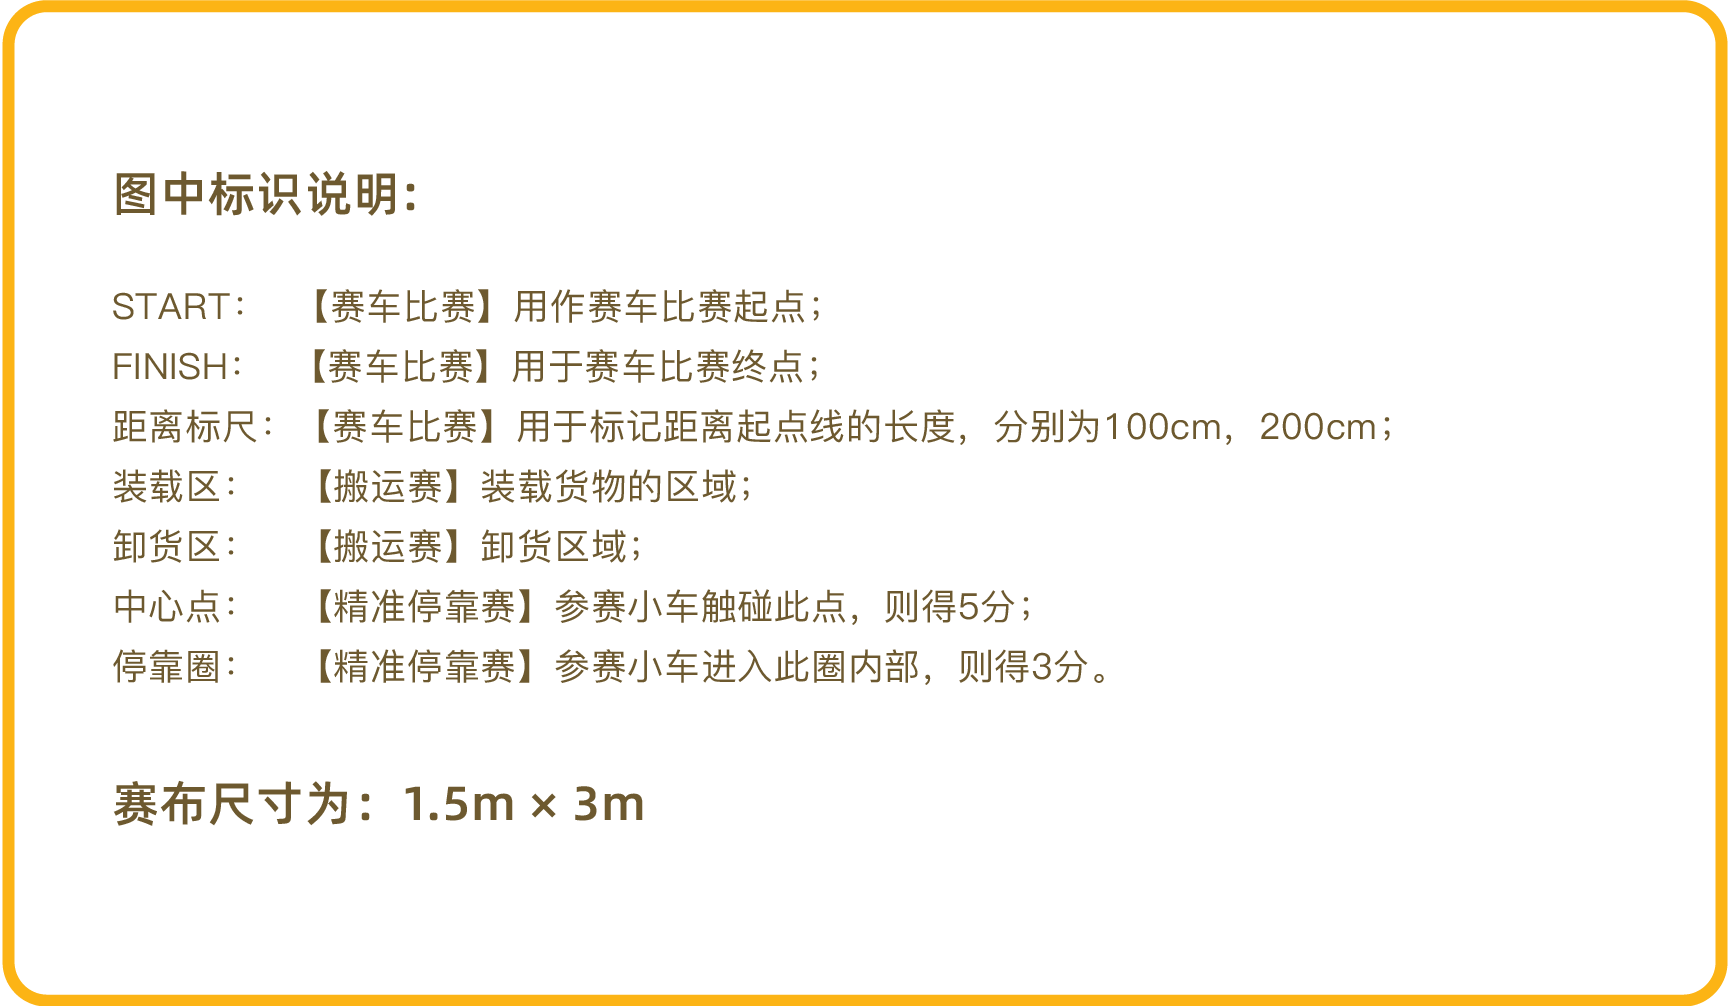 图中标识说明：
START： 【赛车比赛】用作赛车比赛起点；
FINISH： 【赛车比赛】用于赛车比赛终点；
距离标尺：【赛车比赛】用于标记距离起点线的长度，分别为100cm，200cm；
装载区： 【搬运赛】装载货物的区域；
卸货区： 【搬运赛】卸货区域；
中心点： 【精准停靠赛】参赛小车触碰此点，则得5分；
停靠圈： 【精准停靠赛】参赛小车进入此圈内部，则得3分。
赛布尺寸为：1.5m × 3m